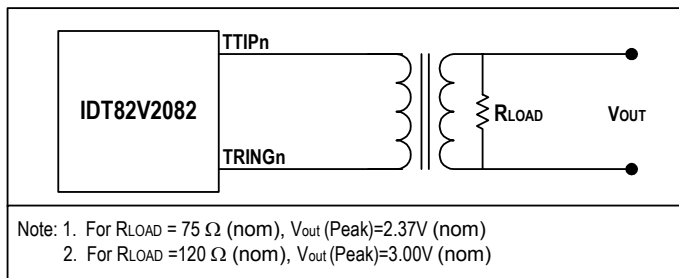 TTIPn
IDT82V2082
RLOAD
VOUT
TRINGn
Note: 1. For RLOAD = 75 Ω (nom), Vout (Peak)=2.37V (nom)
2. For RLOAD =120 Ω (nom), Vout (Peak)=3.00V (nom)